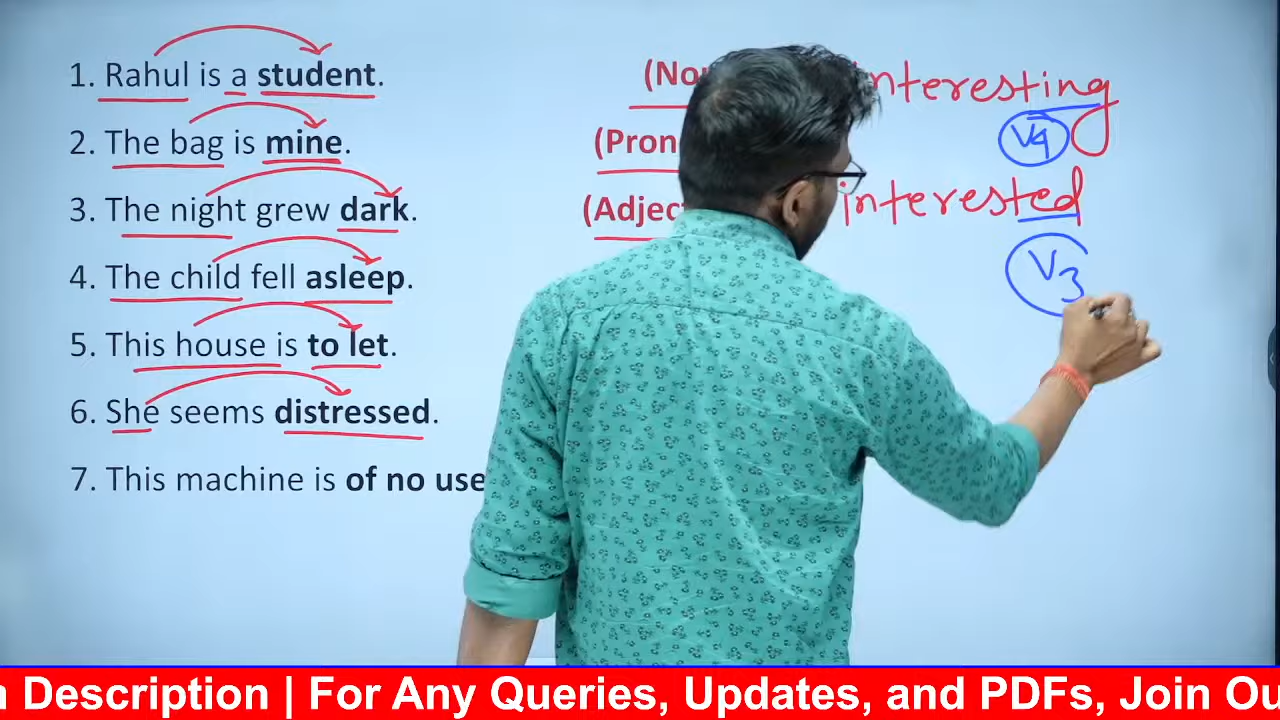 1. Rahul is a student.
(No
interesting
2. The bag is mine.
(Pron
V4
3. The night grew dark.
(Adject
interested
4. The child fell asleep.
V3
5. This house is to let.
6. She seems distressed.
7. This machine is of no use
Description | For Any Queries, Updates, and PDFs, Join Ou